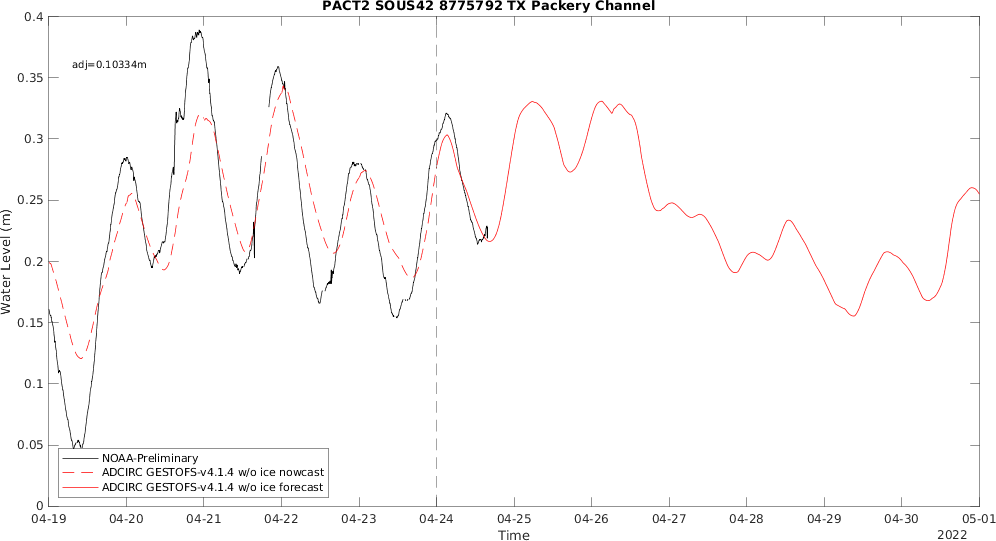 PACT2 SOUS42 8775792 TX Packery Channel
adj=0.10334m
0.4
0.35
0.3
0.25
0.2
0.15
0.1
0.05
0
Water Level (m)
NOAA-Preliminary
ADCIRC GESTOFS-v4.1.4 w/o ice nowcast
ADCIRC GESTOFS-v4.1.4 w/o ice forecast
04-19 04-20 04-21 04-22 04-23 04-24 04-25 04-26 04-27 04-28 04-29 04-30 05-01
Time
2022